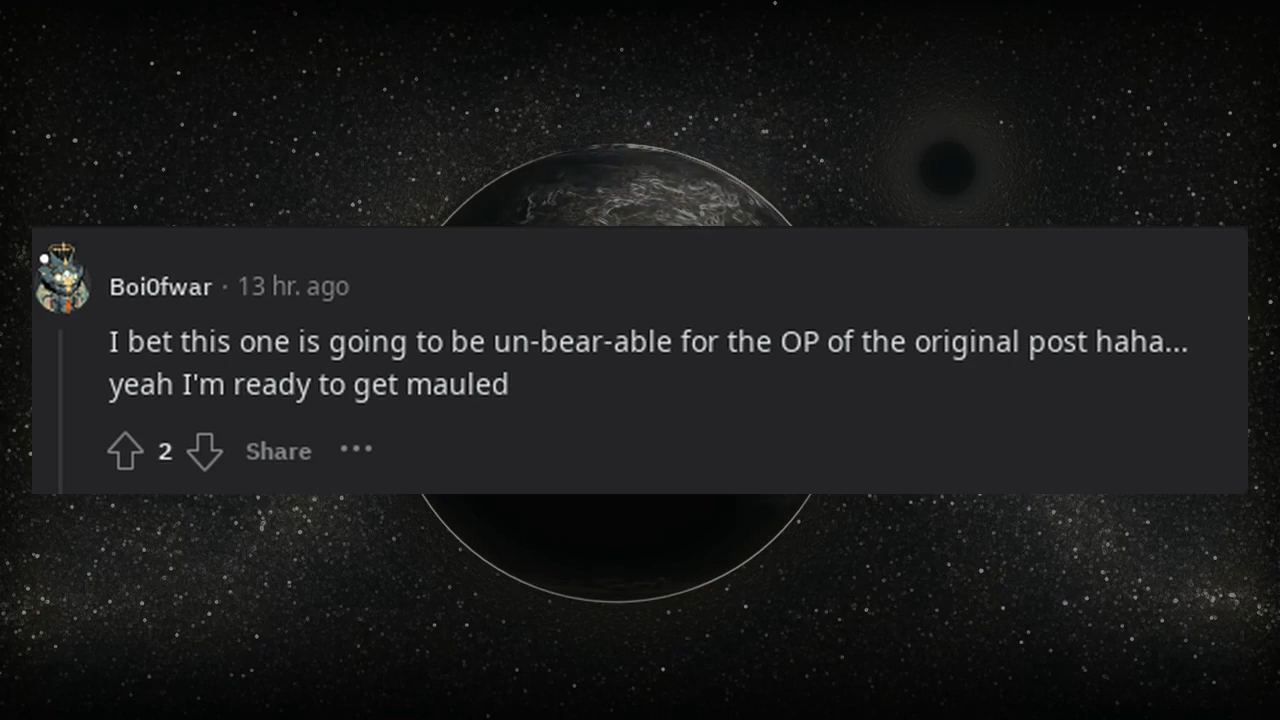 Boi0fwar · 13 hr. ago
I bet this one is going to be un-bear-able for the OP of the original post haha...
yeah I'm ready to get mauled
2 Share ...